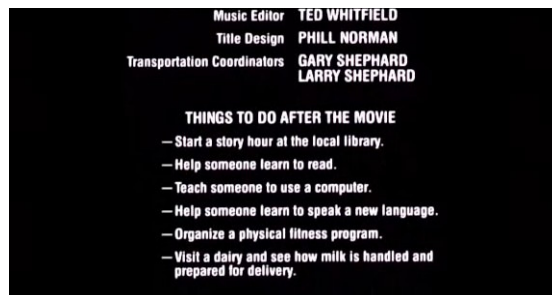 Music Editor TED WHITFIELD
Title Design PHILL NORMAN
Transportation Coordinators GARY SHEPHARD
LARRY SHEPHARD
THINGS TO DO AFTER THE MOVIE
—Start a story hour at the local library.
—Help someone learn to read.
—Teach someone to use a computer.
—Help someone learn to speak a new language.
—Organize a physical fitness program.
—Visit a dairy and see how milk is handled and
prepared for delivery.